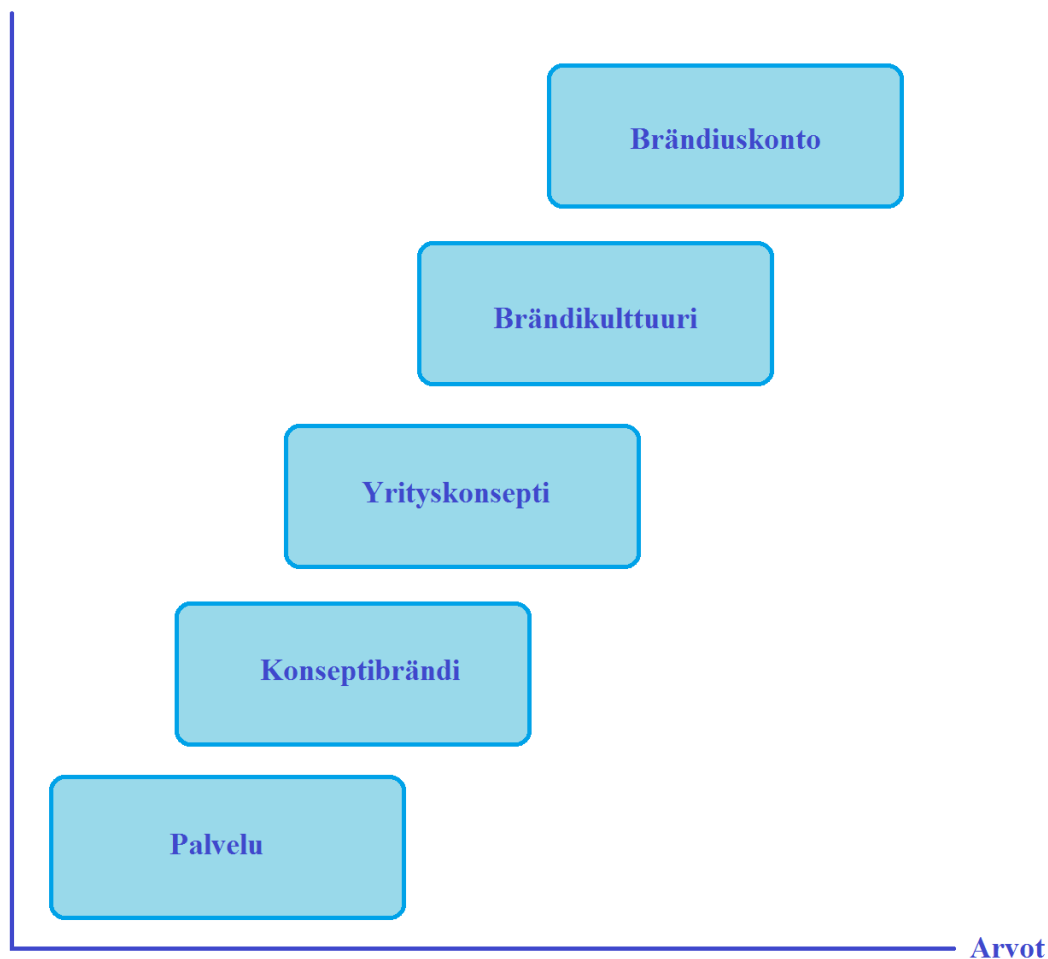 Brändiuskonto
Brändikulttuuri
Yrityskonsepti
Konseptibrändi
Palvelu
Arvot